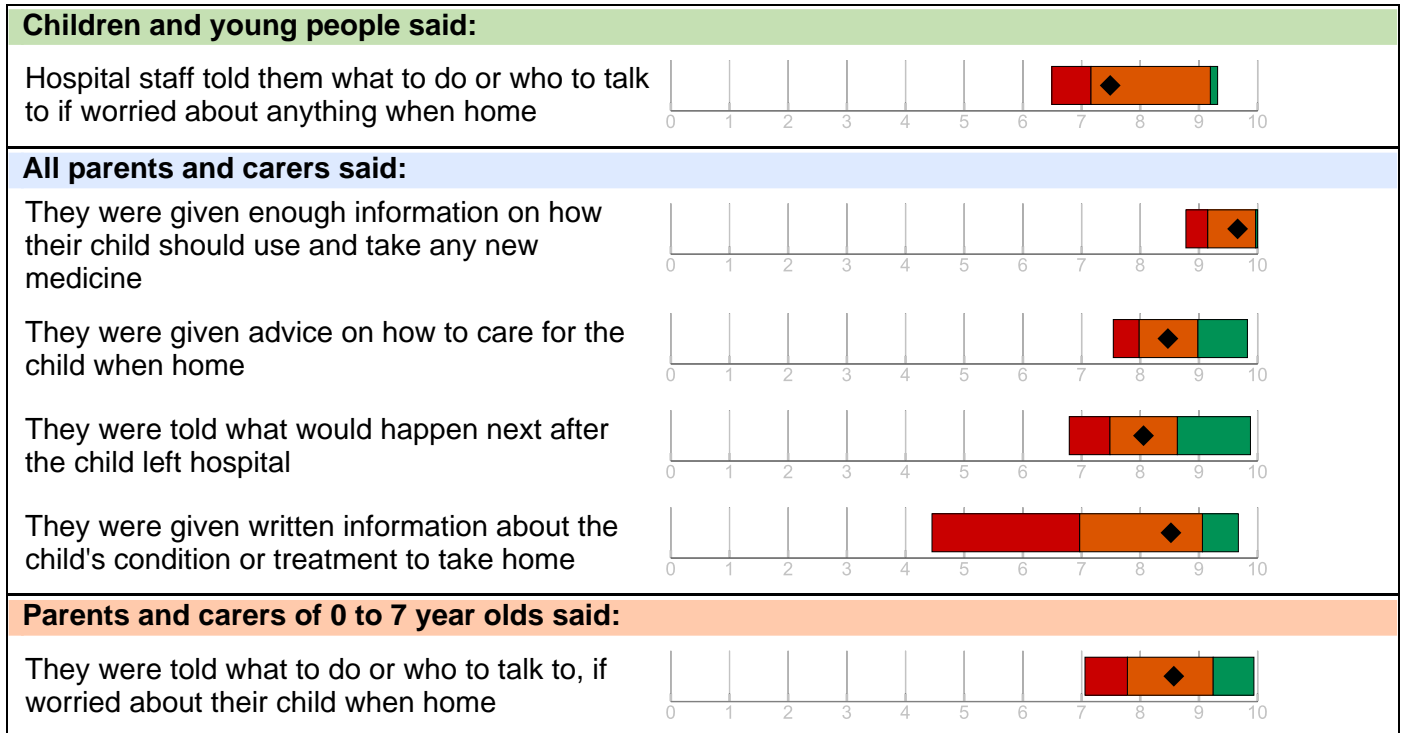 Children and young people said:
Hospital staff told them what to do or who to talk
to if worried about anything when home
0 1 2 3 4 5 6 7 8 9 10
All parents and carers said:
They were given enough information on how
their child should use and take any new
medicine
0 1 2 3 4 5 6 7 8 9 10
They were given advice on how to care for the
child when home
0 1 2 3 4 5 6 7 8 9 10
They were told what would happen next after
the child left hospital
0 1 2 3 4 5 6 7 8 9 10
They were given written information about the
child's condition or treatment to take home
0 1 2 3 4 5 6 7 8 9 10
Parents and carers of 0 to 7 year olds said:
They were told what to do or who to talk to, if
worried about their child when home
0 1 2 3 4 5 6 7 8 9 10